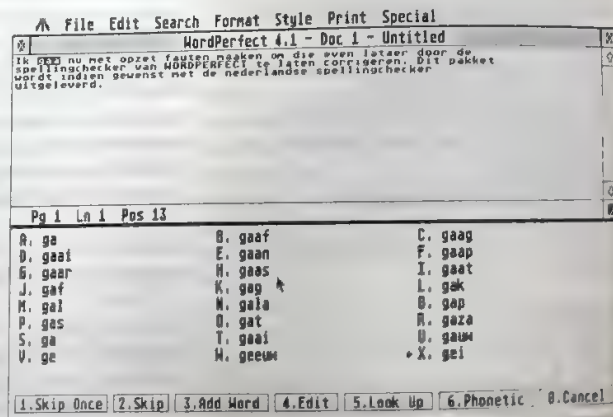 File Edit Search Format Style Print Special
WordPerfect 4.1 - Doc 1 - Untitled
Ik gaa nu met opzet fauten maaken om die even lataer door de
spellingchecker van WORDPERFECT te laten corrigeren. Dit pakket
wordt indien gewenst met de nederlandse spellingchecker
uitgeleverd.
Pg 1 Ln 1 Pos 13
A. ga B. gaaf C. gaag
D. gaai E. gaan F. gaap
G. gaar H. gaas I. gaat
J. gaf K. gag L. gak
M. gal N. gala O. gap
P. gas Q. gat R. gaza
S. ga T. gaai U. gauw
V. ge W. geeuw X. gei
1.Skip Once 2.Skip 3.Add Word 4.Edit 5.Look Up 6.Phonetic 0.Cancel